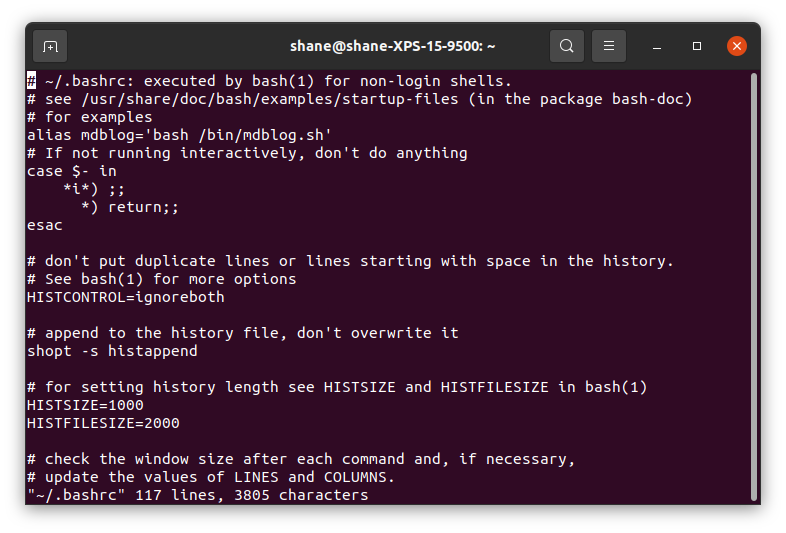 shane@shane-XPS-15-9500: ~
# ~/.bashrc: executed by bash(1) for non-login shells.
# see /usr/share/doc/bash/examples/startup-files (in the package bash-doc)
# for examples
alias mdblog='bash /bin/mdblog.sh'
# If not running interactively, don't do anything
case $- in
    *i*) ;;
      *) return;;
esac

# don't put duplicate lines or lines starting with space in the history.
# See bash(1) for more options
HISTCONTROL=ignoreboth

# append to the history file, don't overwrite it
shopt -s histappend

# for setting history length see HISTSIZE and HISTFILESIZE in bash(1)
HISTSIZE=1000
HISTFILESIZE=2000

# check the window size after each command and, if necessary,
# update the values of LINES and COLUMNS.
"~/.bashrc" 117 lines, 3805 characters